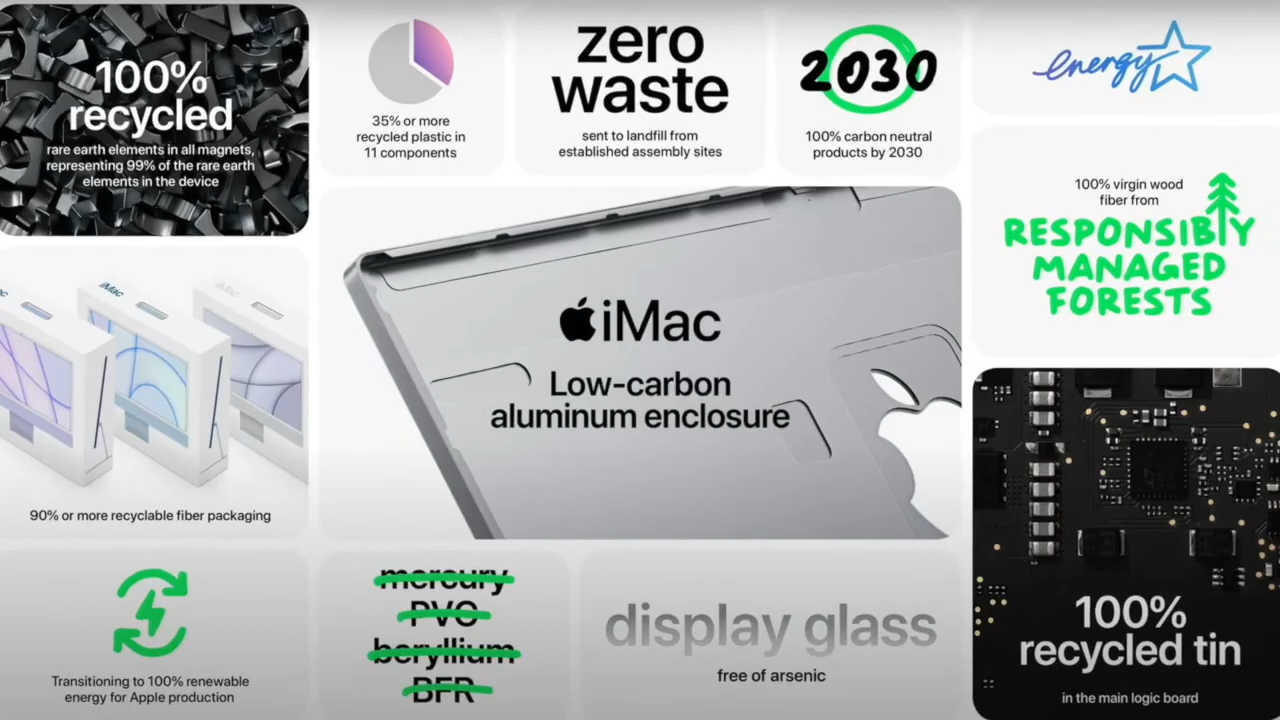 100%
recycled
rare earth elements in all magnets,
representing 99% of the rare earth
elements in the device
35% or more
recycled plastic in
11 components
zero
waste
sent to landfill from
established assembly sites
2030
100% carbon neutral
products by 2030
energy
100% virgin wood
fiber from
RESPONSIBLY
MANAGED
FORESTS
iMac
iMac
90% or more recyclable fiber packaging
iMac
Low-carbon
aluminum enclosure
100%
recycled tin
in the main logic board
Transitioning to 100% renewable
energy for Apple production
mercury
PVC
beryllium
BFR
display glass
free of arsenic